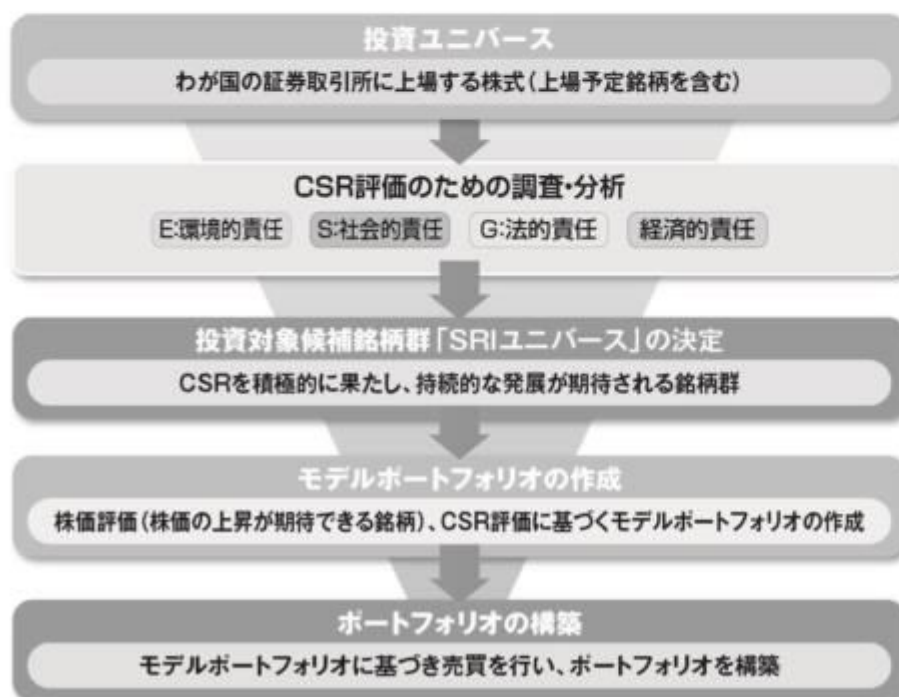 投資ユニバース
わが国の証券取引所に上場する株式(上場予定銘柄を含む)
CSR評価のための調査・分析
E:環境的責任 S:社会的責任 G:法的責任 経済的責任
投資対象候補銘柄群「SRIユニバース」の決定
CSRを積極的に果たし、持続的な発展が期待される銘柄群
モデルポートフォリオの作成
株価評価(株価の上昇が期待できる銘柄)、CSR評価に基づくモデルポートフォリオの作成
ポートフォリオの構築
モデルポートフォリオに基づき売買を行い、ポートフォリオを構築